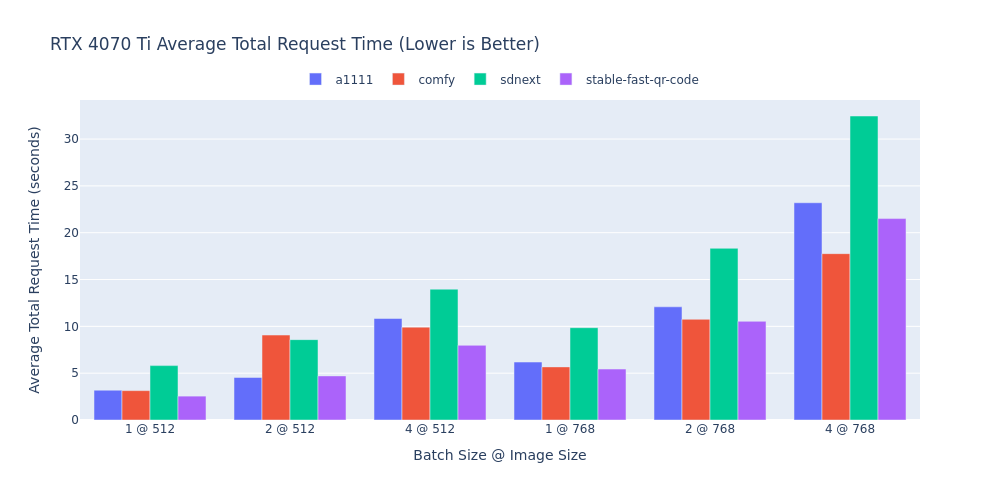 RTX 4070 Ti Average Total Request Time (Lower is Better)
a1111 comfy sdnext stable-fast-qr-code
Average Total Request Time (seconds)
30
25
20
15
10
5
0
1 @ 512 2 @ 512 4 @ 512 1 @ 768 2 @ 768 4 @ 768
Batch Size @ Image Size